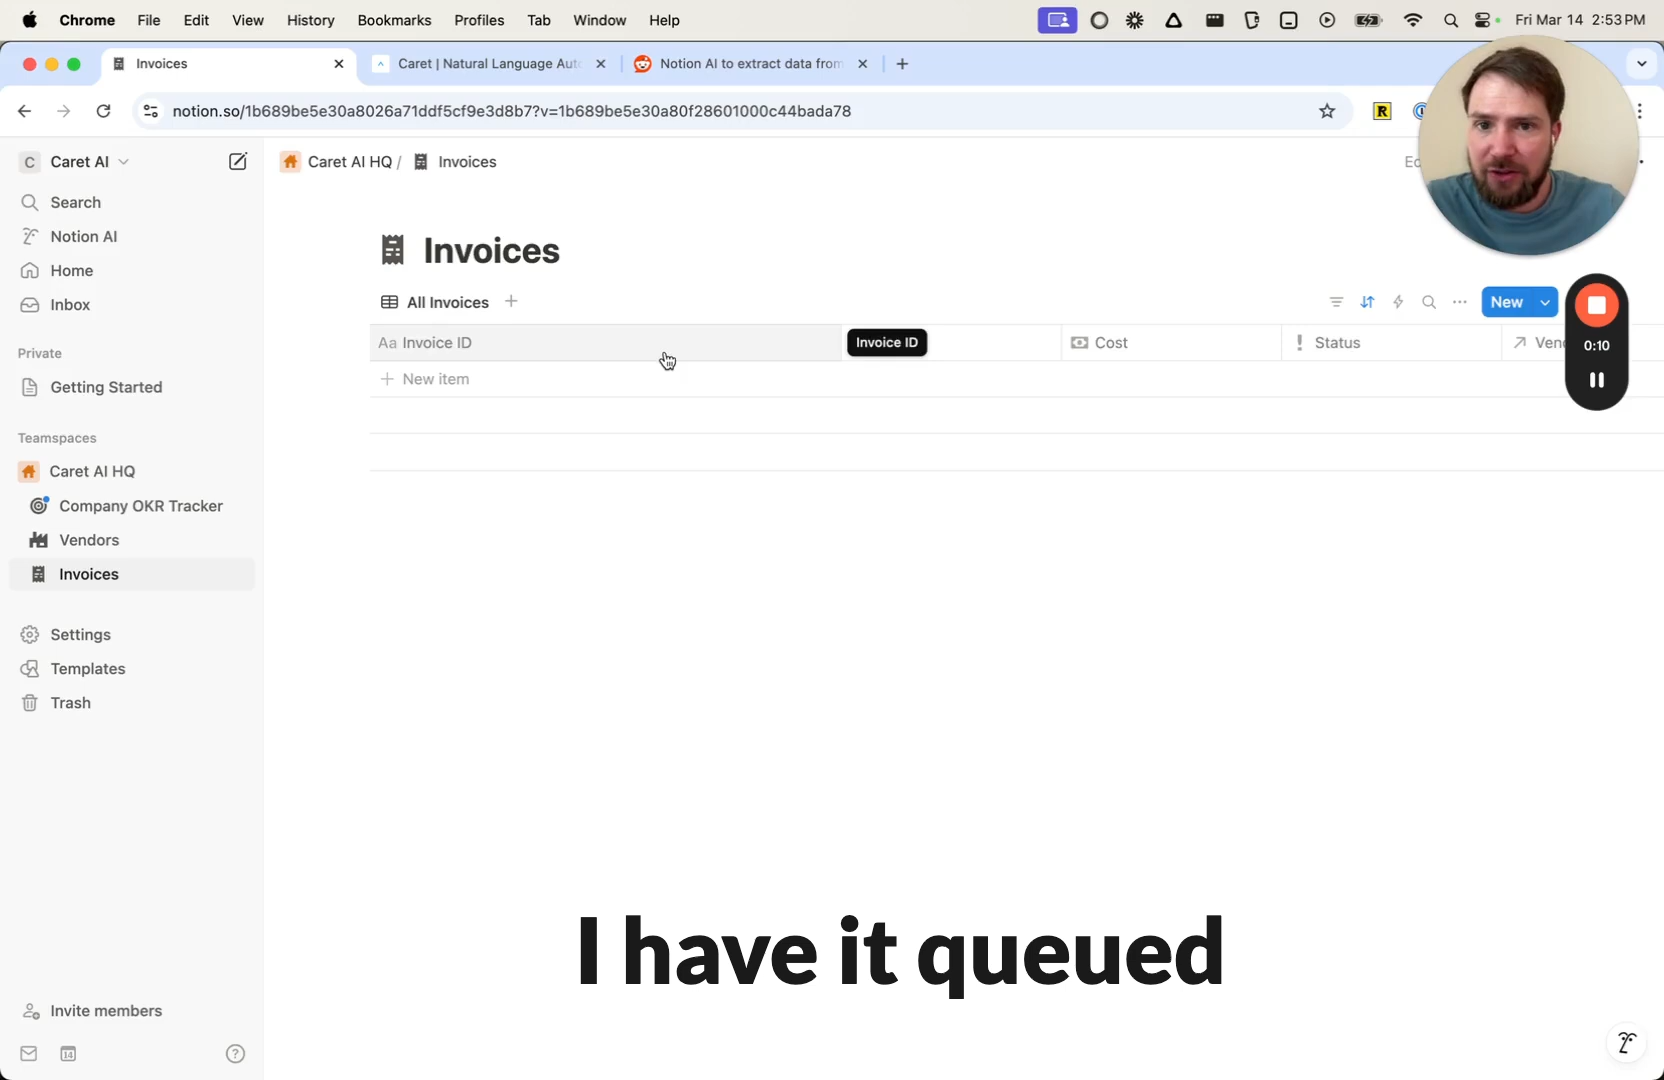 Chrome File Edit View History Bookmarks Profiles Tab Window Help Fri Mar 14 2:53 PM
Invoices Caret | Natural Language Aut Notion AI to extract data from
notion.so/1b689be5e30a8026a71ddf5cf9e3d8b7?v=1b689be5e30a80f28601000c44bada78 R
C Caret AI
Caret AI HQ / Invoices
Search
Notion AI
Home
Inbox
Private
Getting Started
Teamspaces
Caret AI HQ
Company OKR Tracker
Vendors
Invoices
Settings
Templates
Trash
Invite members
14 ?
Invoices
All Invoices + New
Aa Invoice ID Invoice ID Cost Status
+ New item
0:10
I have it queued